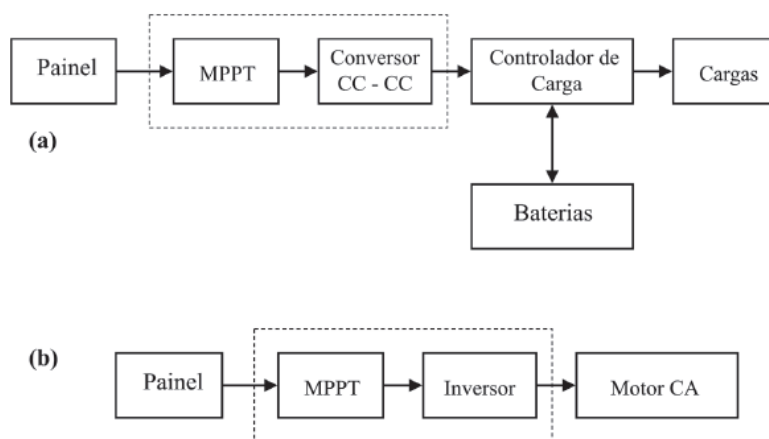 Painel
MPPT
Conversor
CC - CC
Controlador de
Carga
Cargas
(a)
Baterias
(b)
Painel
MPPT
Inversor
Motor CA